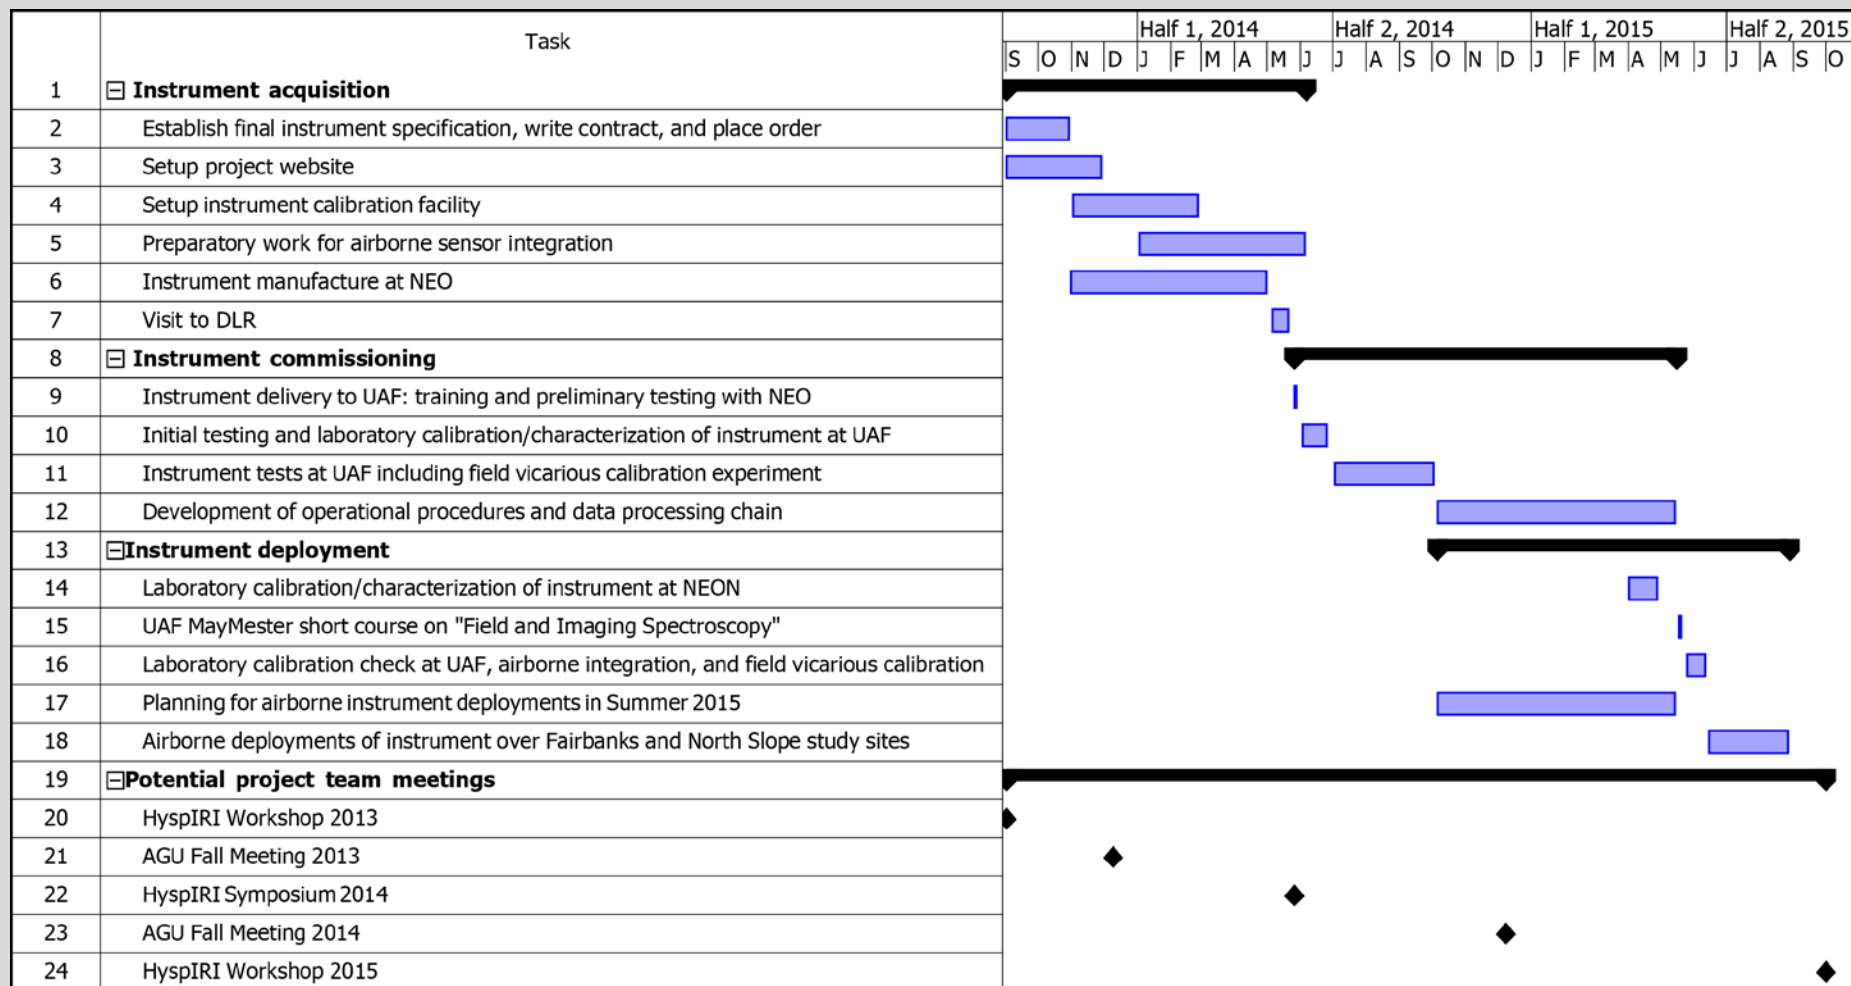 Task
Half 1, 2014 Half 2, 2014 Half 1, 2015 Half 2, 2015
S O N D J F M A M J J A S O N D J F M A M J J A S O
1 Instrument acquisition
2 Establish final instrument specification, write contract, and place order
3 Setup project website
4 Setup instrument calibration facility
5 Preparatory work for airborne sensor integration
6 Instrument manufacture at NEO
7 Visit to DLR
8 Instrument commissioning
9 Instrument delivery to UAF: training and preliminary testing with NEO
10 Initial testing and laboratory calibration/characterization of instrument at UAF
11 Instrument tests at UAF including field vicarious calibration experiment
12 Development of operational procedures and data processing chain
13 Instrument deployment
14 Laboratory calibration/characterization of instrument at NEON
15 UAF MayMester short course on "Field and Imaging Spectroscopy"
16 Laboratory calibration check at UAF, airborne integration, and field vicarious calibration
17 Planning for airborne instrument deployments in Summer 2015
18 Airborne deployments of instrument over Fairbanks and North Slope study sites
19 Potential project team meetings
20 HyspIRI Workshop 2013
21 AGU Fall Meeting 2013
22 HyspIRI Symposium 2014
23 AGU Fall Meeting 2014
24 HyspIRI Workshop 2015